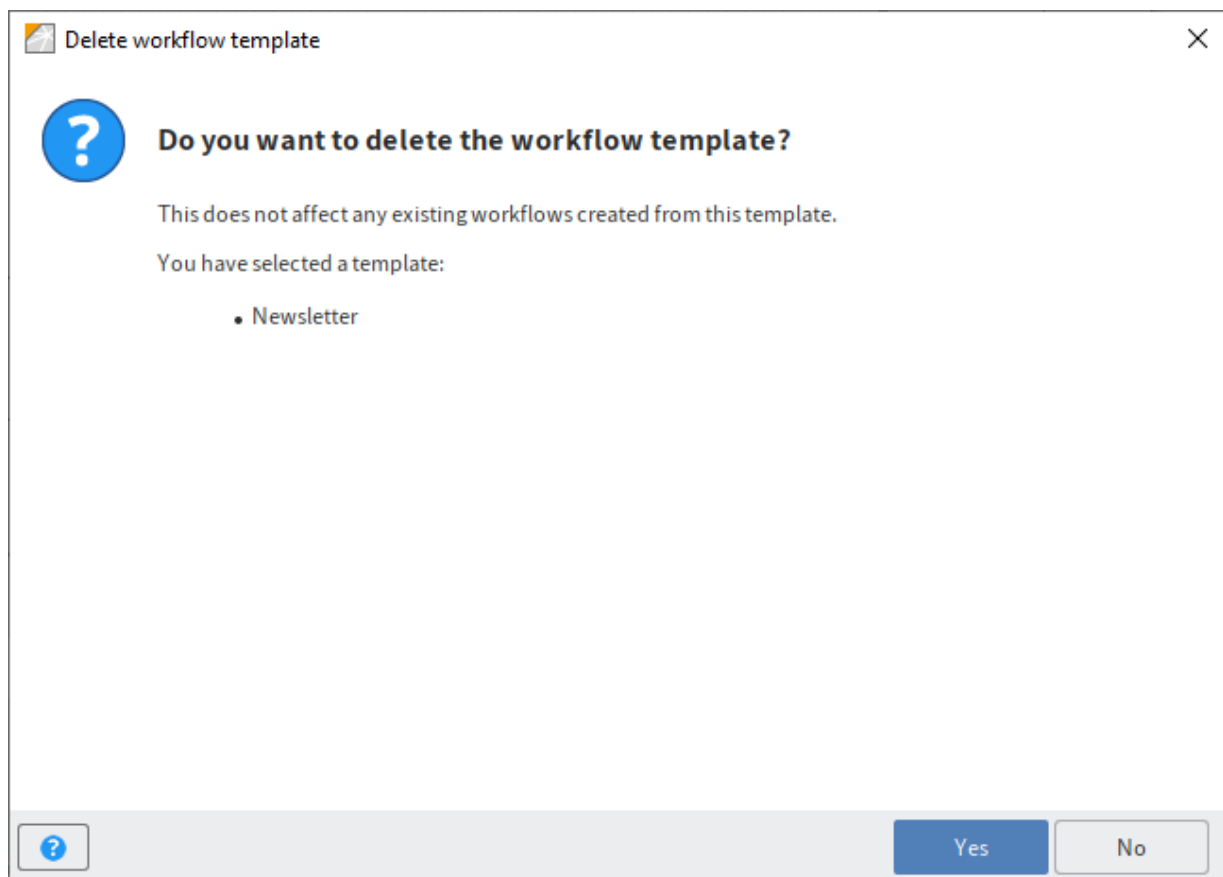 Delete workflow template
Do you want to delete the workflow template?
This does not affect any existing workflows created from this template.
You have selected a template:
• Newsletter
Yes
No